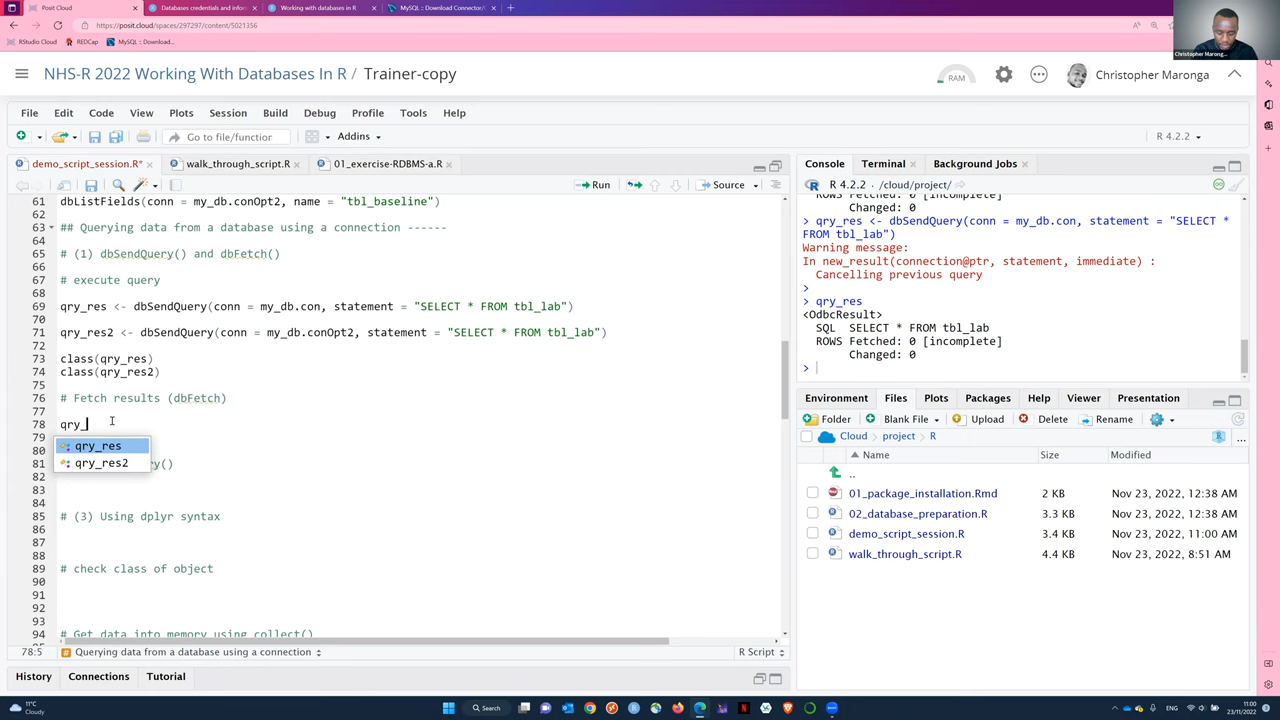 Posit Cloud
Databases credentials and infor
Working with databases in R
MySQL :: Download Connector/O
https://posit.cloud/spaces/297297/content/5021356
RStudio Cloud
REDCap
MySQL :: Download...
Christopher Marong...
NHS-R 2022 Working With Databases In R / Trainer-copy
RAM
Christopher Maronga
File Edit Code View Plots Session Build Debug Profile Tools Help
Go to file/function
Addins
R 4.2.2
demo_script_session.R*
walk_through_script.R
01_exercise-RDBMS-a.R
Run
Source
61 dbListFields(conn = my_db.conOpt2, name = "tbl_baseline")
62
63 ## Querying data from a database using a connection ------
64
65 # (1) dbSendQuery() and dbFetch()
66
67 # execute query
68
69 qry_res <- dbSendQuery(conn = my_db.con, statement = "SELECT * FROM tbl_lab")
70
71 qry_res2 <- dbSendQuery(conn = my_db.conOpt2, statement = "SELECT * FROM tbl_lab")
72
73 class(qry_res)
74 class(qry_res2)
75
76 # Fetch results (dbFetch)
77
78 qry_
79
qry_res
80
qry_res2
81 y()
82
83
84
85 # (3) Using dplyr syntax
86
87
88
89 # check class of object
90
91
92
93
94 # Get data into memory using collect()
78:5
Querying data from a database using a connection
R Script
History Connections Tutorial
Console Terminal Background Jobs
R 4.2.2 · /cloud/project/
ROWS Fetched: 0 [incomplete]
Changed: 0
> qry_res <- dbSendQuery(conn = my_db.con, statement = "SELECT *
FROM tbl_lab")
Warning message:
In new_result(connection@ptr, statement, immediate) :
Cancelling previous query
>
> qry_res
<OdbcResult>
SQL SELECT * FROM tbl_lab
ROWS Fetched: 0 [incomplete]
Changed: 0
>
Environment Files Plots Packages Help Viewer Presentation
Folder Blank File Upload Delete Rename
Cloud project R
Name Size Modified
..
01_package_installation.Rmd 2 KB Nov 23, 2022, 12:38 AM
02_database_preparation.R 3.3 KB Nov 23, 2022, 12:38 AM
demo_script_session.R 3.4 KB Nov 23, 2022, 11:00 AM
walk_through_script.R 4.4 KB Nov 23, 2022, 8:51 AM
11°C
Cloudy
Search
ENG
11:00
23/11/2022